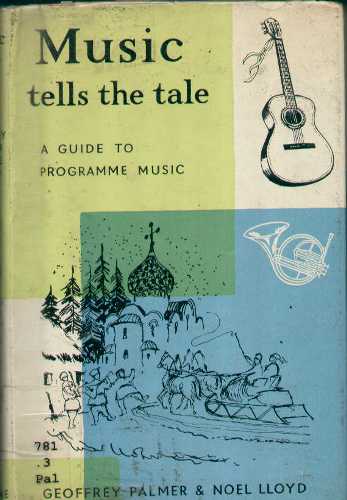 Music
tells the tale
A GUIDE TO
PROGRAMME MUSIC
781
.3
Pal
GEOFFREY PALMER & NOEL LLOYD